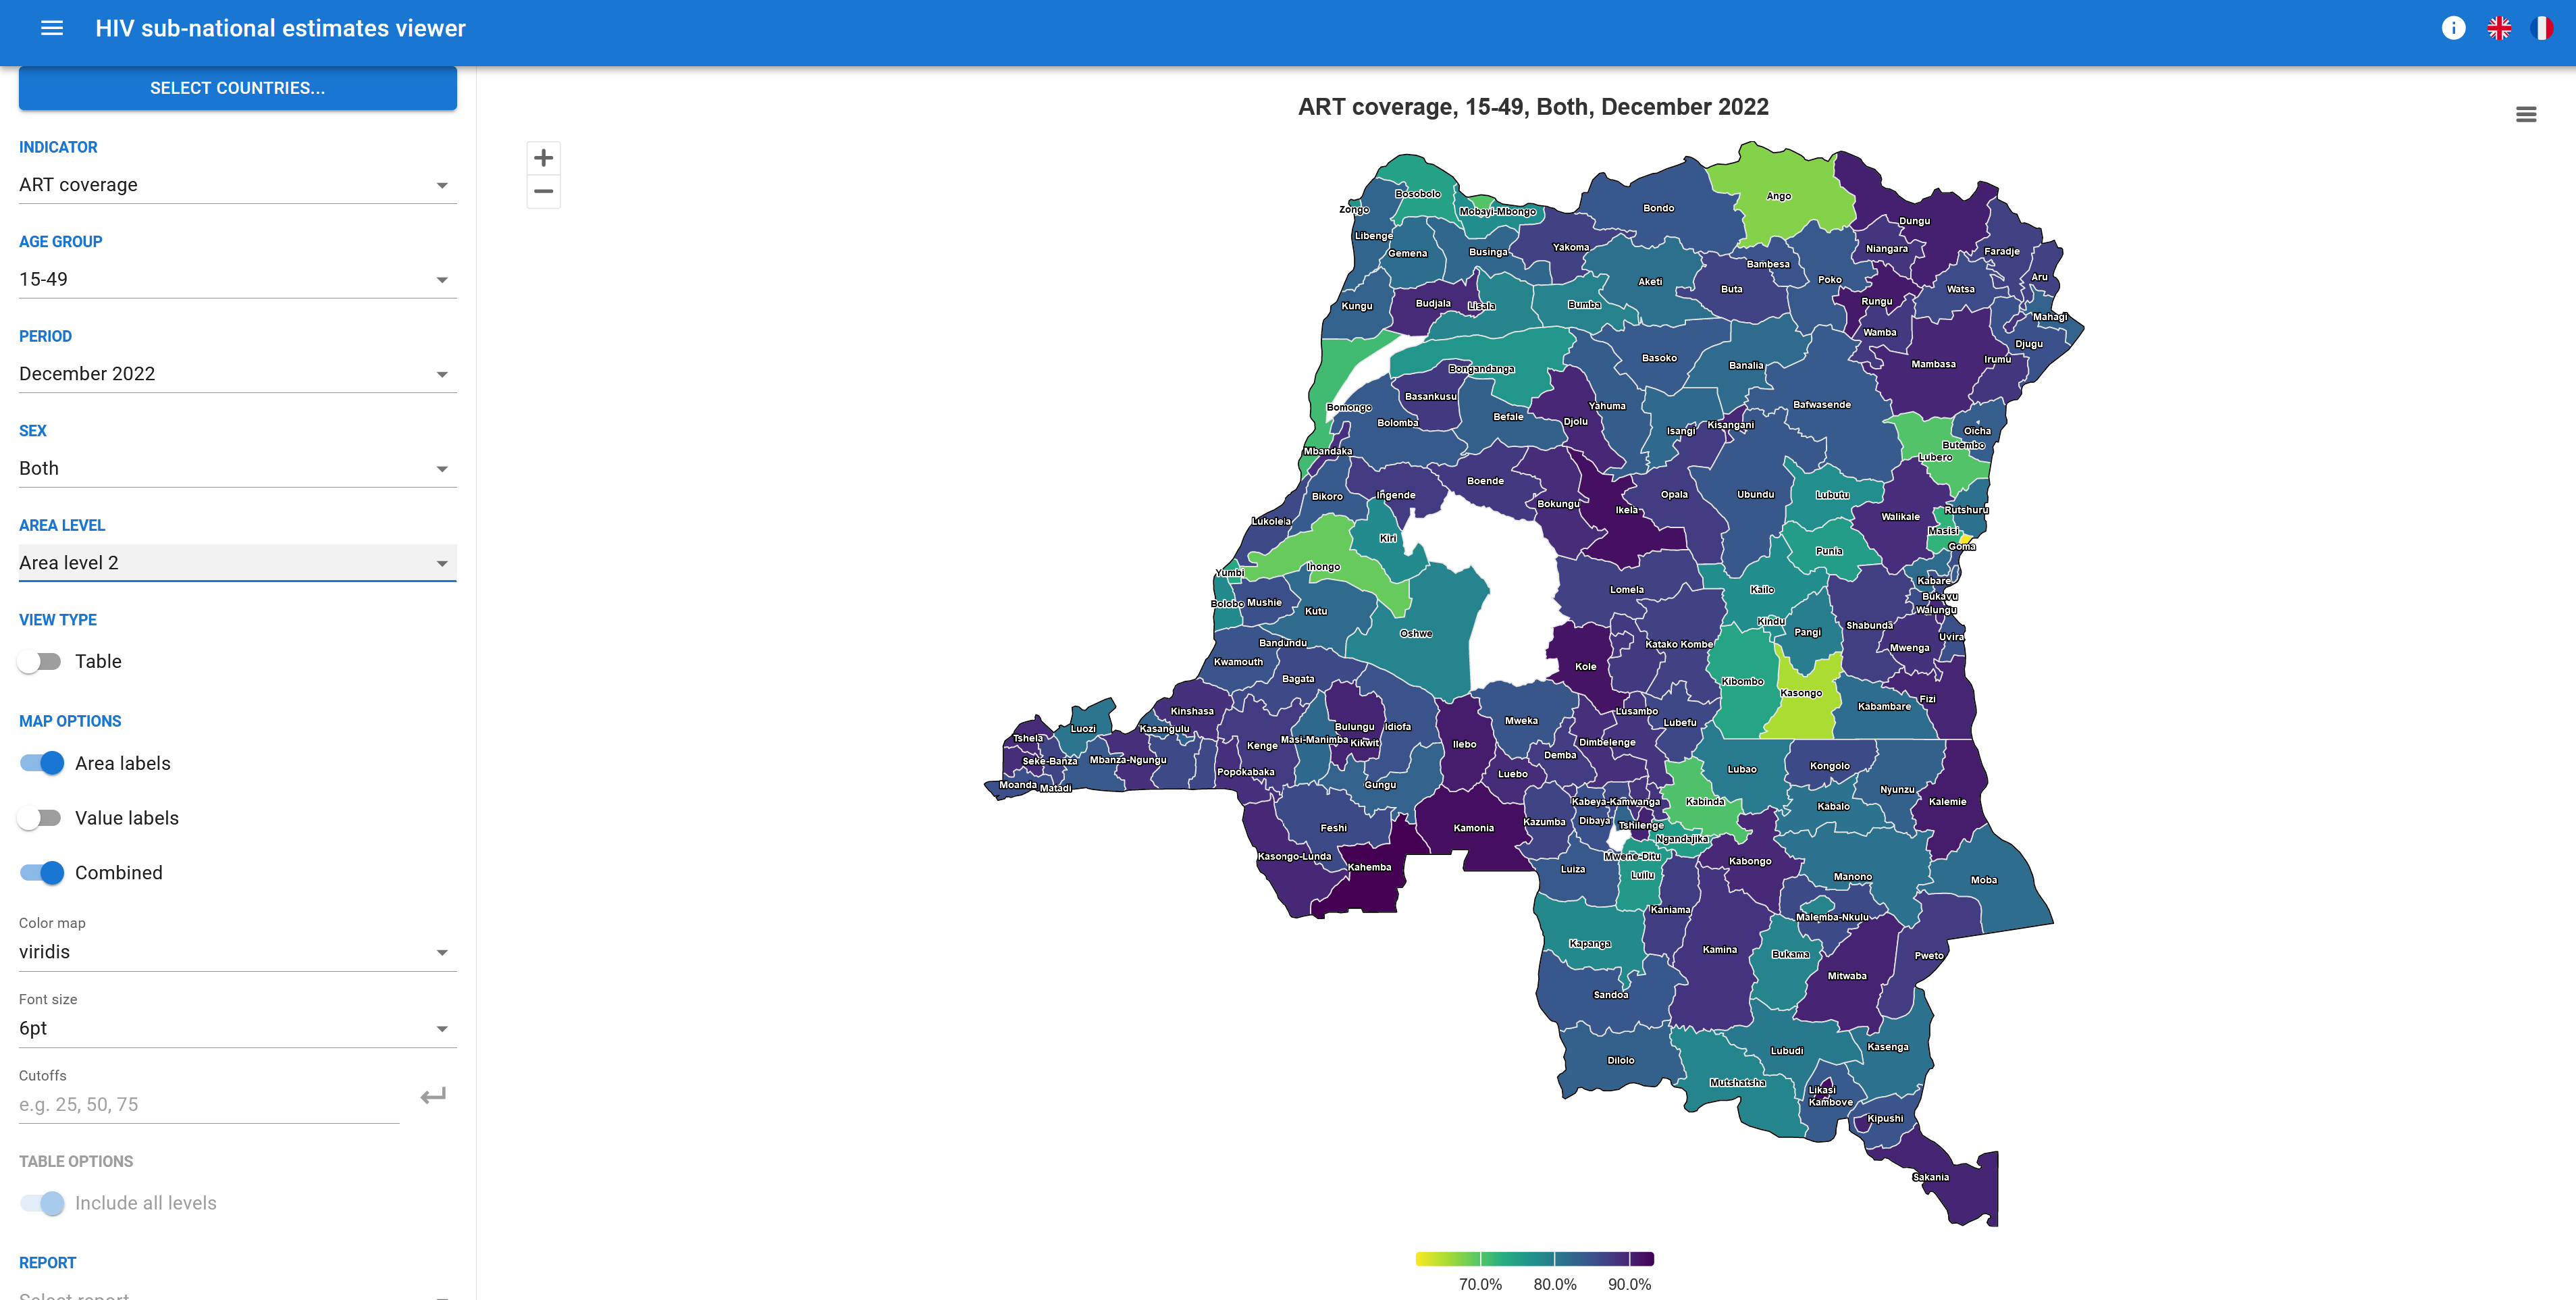 HIV sub-national estimates viewer
SELECT COUNTRIES...
INDICATOR
ART coverage
AGE GROUP
15-49
PERIOD
December 2022
SEX
Both
AREA LEVEL
Area level 2
VIEW TYPE
Table
MAP OPTIONS
Area labels
Value labels
Combined
Color map
viridis
Font size
6pt
Cutoffs
e.g. 25, 50, 75
TABLE OPTIONS
Include all levels
REPORT
Select report
ART coverage, 15-49, Both, December 2022
Bosobolo
Zongo
Mobayi-Mbongo
Bondo
Ango
Dungu
Libenge
Gemena
Businga
Yakoma
Niangara
Faradje
Bambesa
Aketi
Poko
Aru
Buta
Watsa
Kungu
Budjala
Lisala
Bumba
Rungu
Mahagi
Wamba
Djugu
Basoko
Irumu
Banalia
Mambasa
Bongandanga
Basankusu
Bomongo
Yahuma
Bafwasende
Befale
Djolu
Bolomba
Kisangani
Isangi
Oicha
Butembo
Mbandaka
Lubero
Boende
Bikoro
Ingende
Opala
Ubundu
Lubutu
Bokungu
Ikela
Rutshuru
Walikale
Lukolela
Masisi
Kiri
Goma
Punia
Inongo
Yumbi
Kabare
Lomela
Kailo
Bukavu
Bolobo
Mushie
Kutu
Walungu
Kindu
Shabunda
Oshwe
Pangi
Uvira
Bandundu
Katako Kombe
Mwenga
Kwamouth
Kole
Bagata
Kibombo
Kasongo
Fizi
Kabambare
Kinshasa
Lusambo
Mweka
Lubefu
Luozi
Kasangulu
Bulungu
Idiofa
Tshela
Masi-Manimba
Kikwit
Kenge
Ilebo
Dimbelenge
Demba
Seke-Banza
Mbanza-Ngungu
Popokabaka
Luebo
Lubao
Kongolo
Moanda
Matadi
Gungu
Nyunzu
Kabeya-Kamwanga
Kabinda
Kabalo
Kalemie
Feshi
Kamonia
Kazumba
Dibaya
Tshilenge
Ngandajika
Kasongo-Lunda
Mwene-Ditu
Kabongo
Kahemba
Luiza
Luilu
Manono
Moba
Kaniama
Malemba-Nkulu
Kapanga
Kamina
Bukama
Pweto
Mitwaba
Sandoa
Dilolo
Lubudi
Kasenga
Mutshatsha
Likasi
Kambove
Kipushi
Sakania
70.0%
80.0%
90.0%